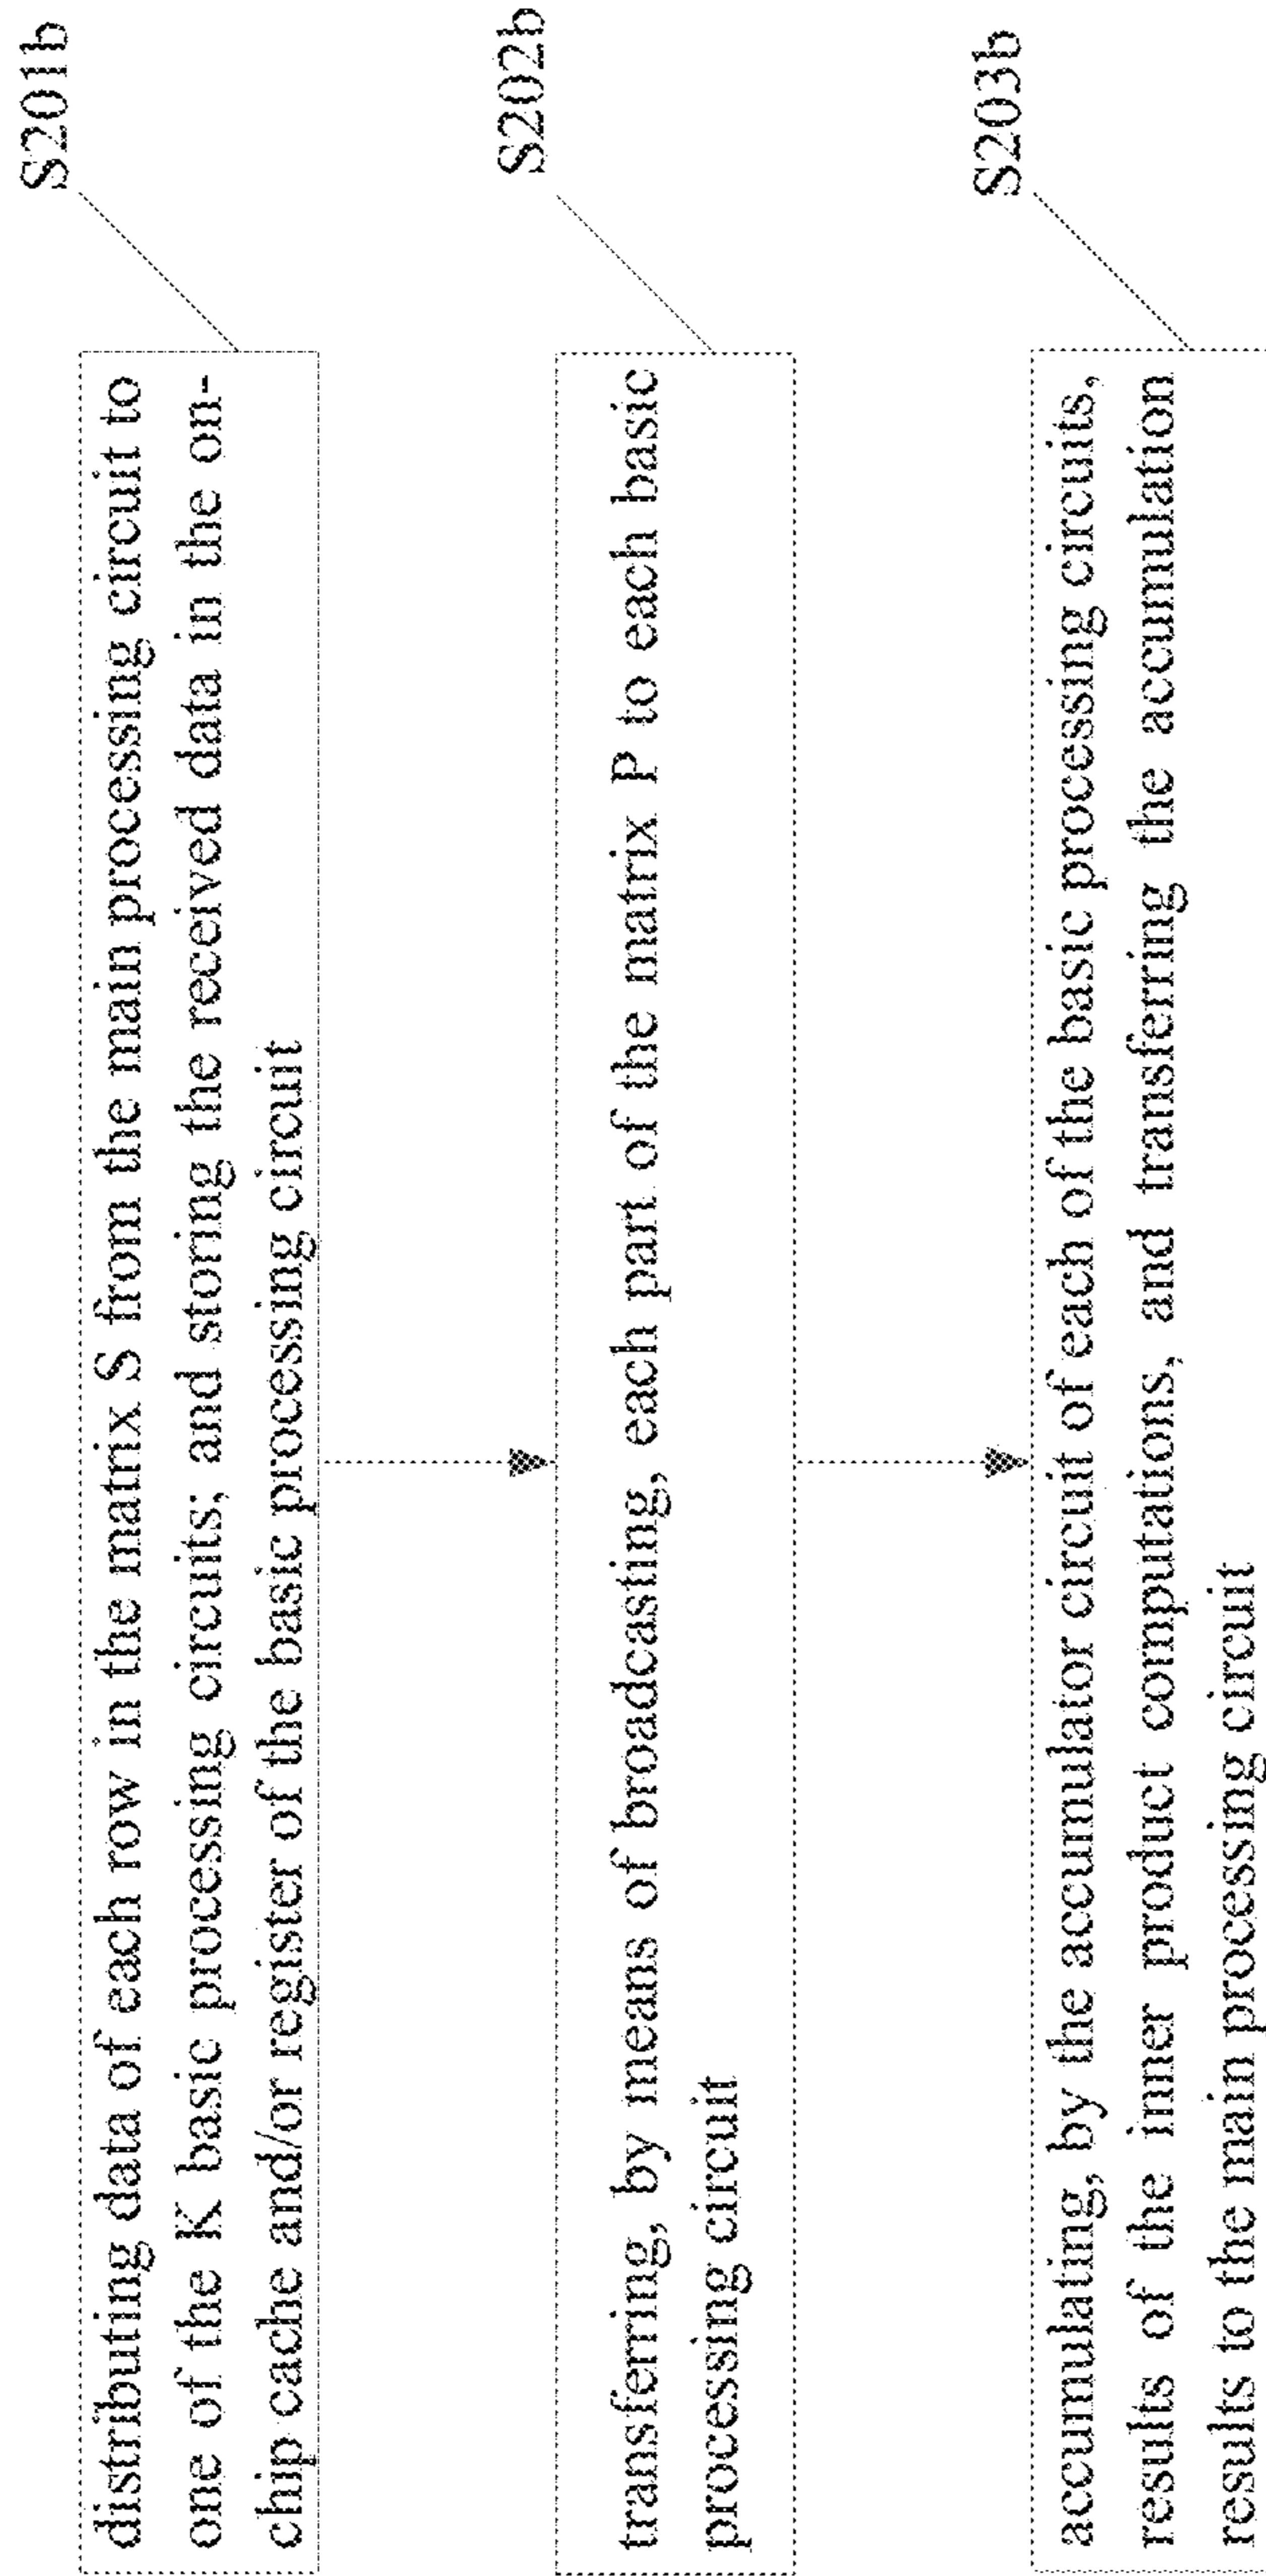 S201b
distributing data of each row in the matrix S from the main processing circuit to
one of the K basic processing circuits; and storing the received data in the on-
chip cache and/or register of the basic processing circuit
S202b
transferring, by means of broadcasting, each part of the matrix P to each basic
processing circuit
S203b
accumulating, by the accumulator circuit of each of the basic processing circuits,
results of the inner product computations, and transferring the accumulation
results to the main processing circuit